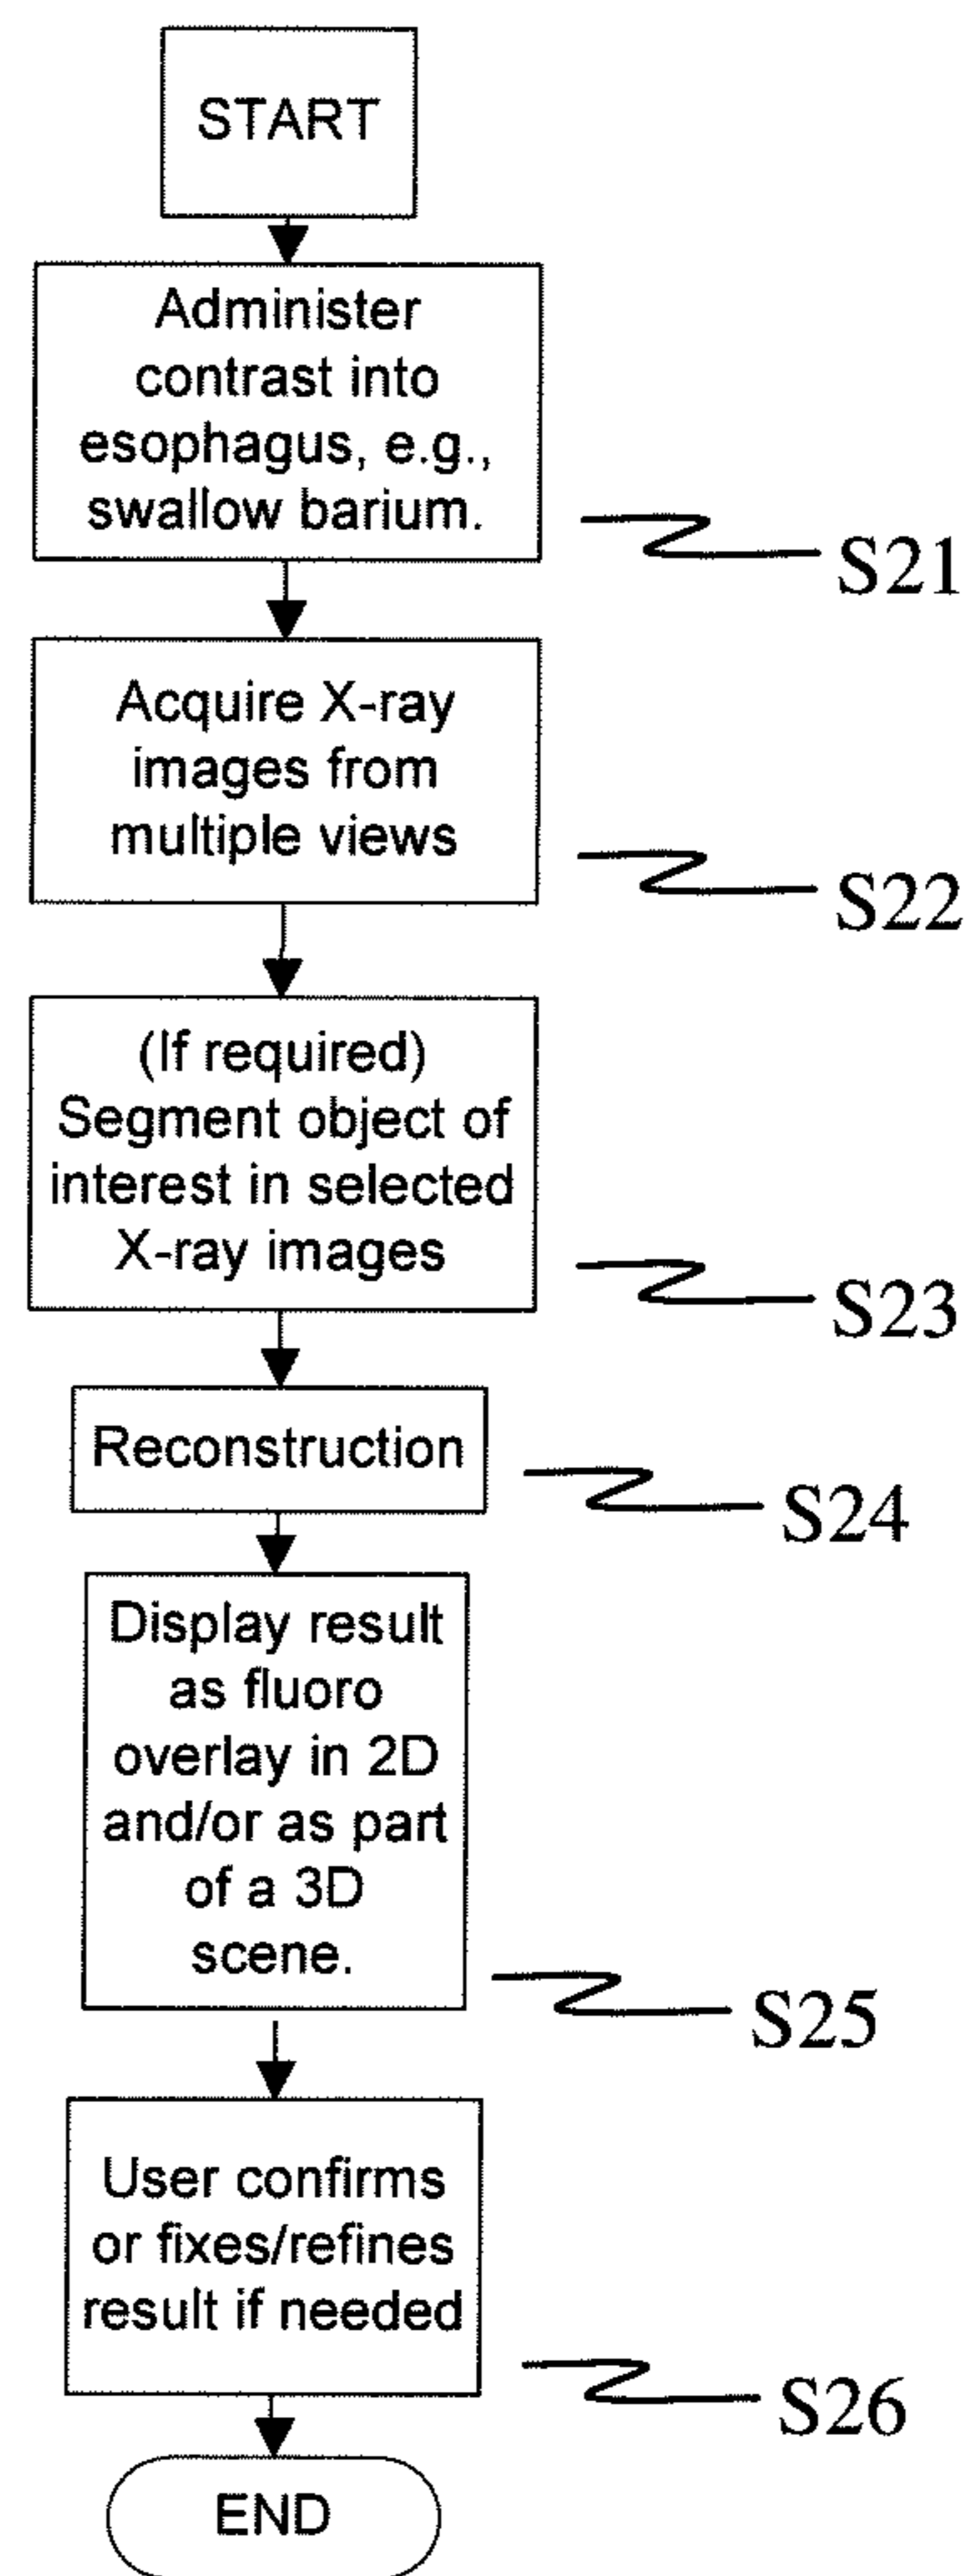 START
Administer
contrast into
esophagus, e.g.,
swallow barium.
S21
Acquire X-ray
images from
multiple views
S22
(If required)
Segment object of
interest in selected
X-ray images
S23
Reconstruction
S24
Display result
as fluoro
overlay in 2D
and/or as part
of a 3D
scene.
S25
User confirms
or fixes/refines
result if needed
S26
END